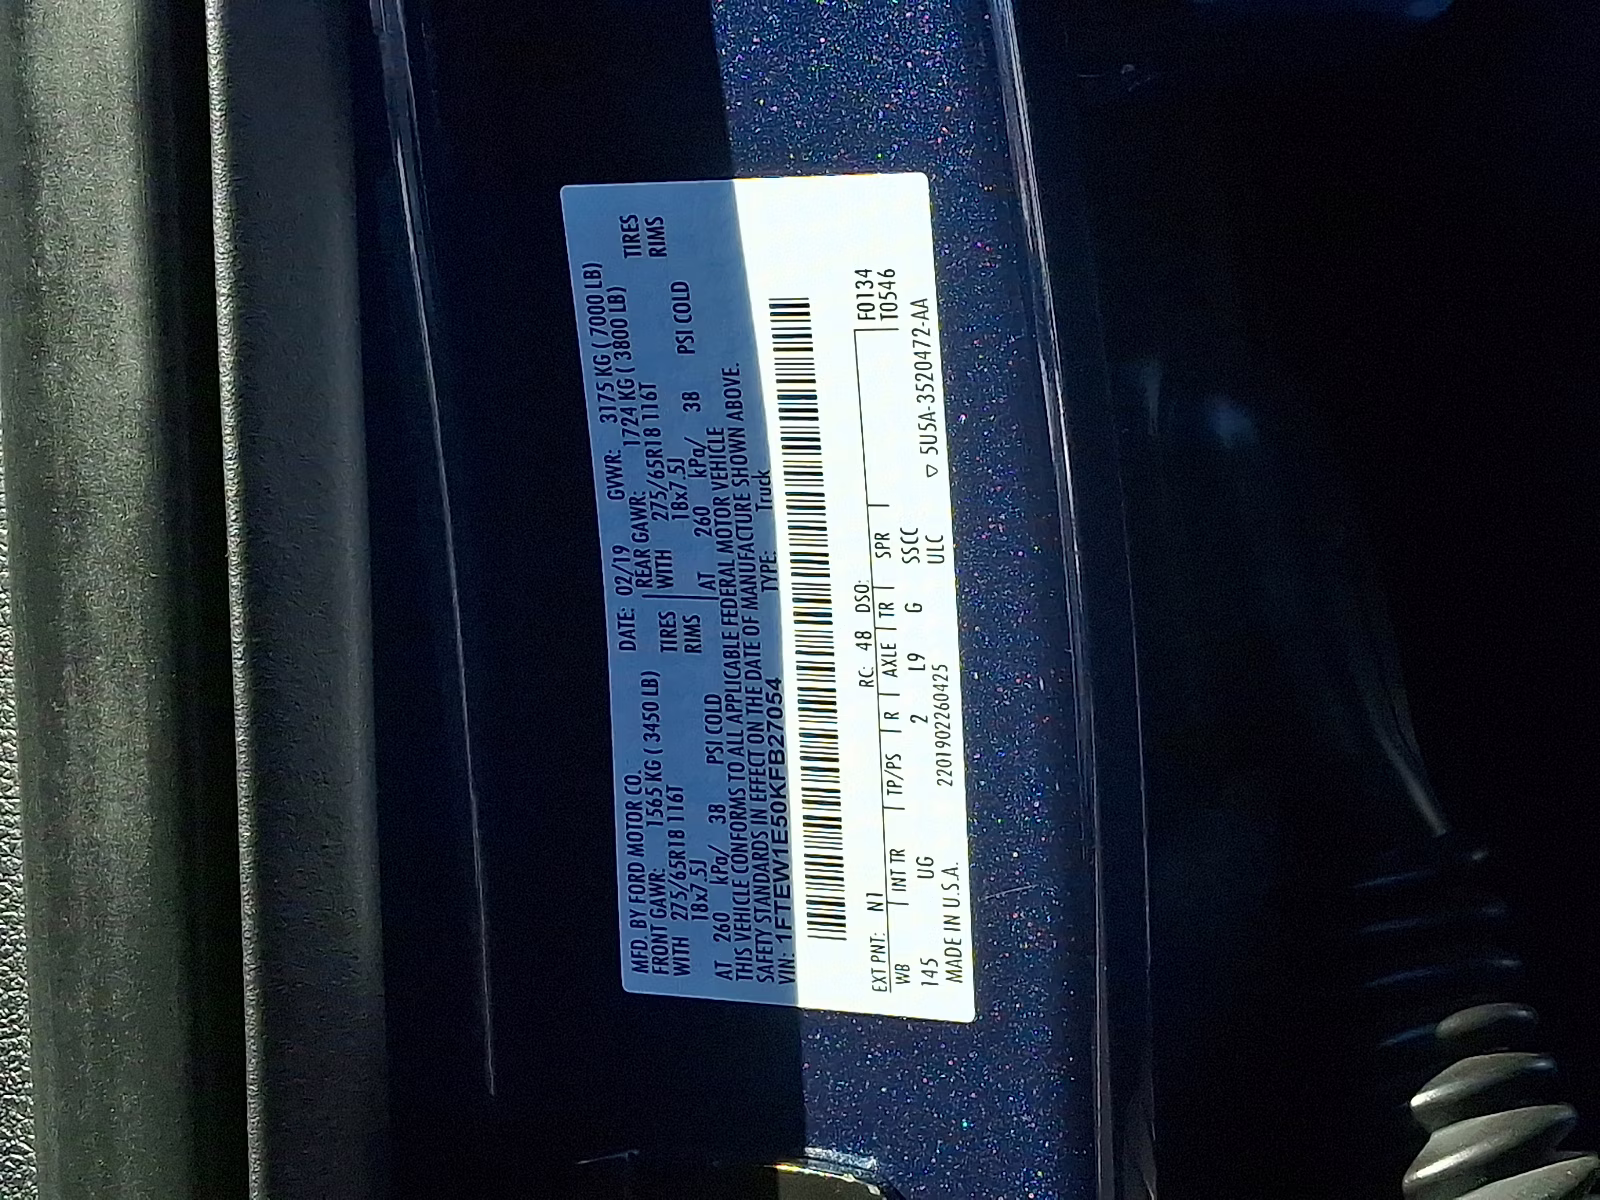 MFD. BY FORD MOTOR CO. DATE: 02/19 GVWR: 3175 KG ( 7000 LB)
FRONT GAWR: 1565 KG ( 3450 LB) REAR GAWR: 1724 KG ( 3800 LB)
WITH 275/65R18 116T TIRES WITH 275/65R18 116T TIRES
18x7.5J RIMS 18x7.5J RIMS
AT 260 kPa/ 38 PSI COLD AT 260 kPa/ 38 PSI COLD
THIS VEHICLE CONFORMS TO ALL APPLICABLE FEDERAL MOTOR VEHICLE
SAFETY STANDARDS IN EFFECT ON THE DATE OF MANUFACTURE SHOWN ABOVE.
VIN: 1FTEW1E50KFB27054 TYPE: Truck
EXT PNT: N1 RC: 48 DSO: F0134
WB INT TR TP/PS R AXLE TR SPR T0546
145 UG 2 L9 G SSCC
MADE IN U.S.A. 2201902260425 ULC ▽ 5U5A-3520472-AA